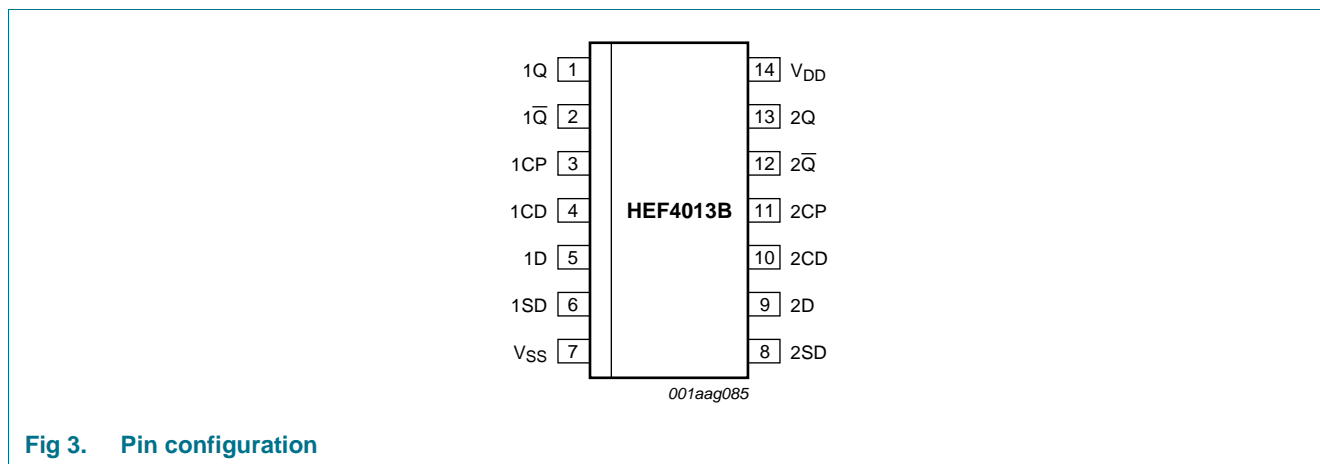 1Q 1 14 VDD
1Q̅ 2 13 2Q
1CP 3 12 2Q̅
1CD 4 HEF4013B 11 2CP
1D 5 10 2CD
1SD 6 9 2D
VSS 7 8 2SD
001aag085
Fig 3. Pin configuration